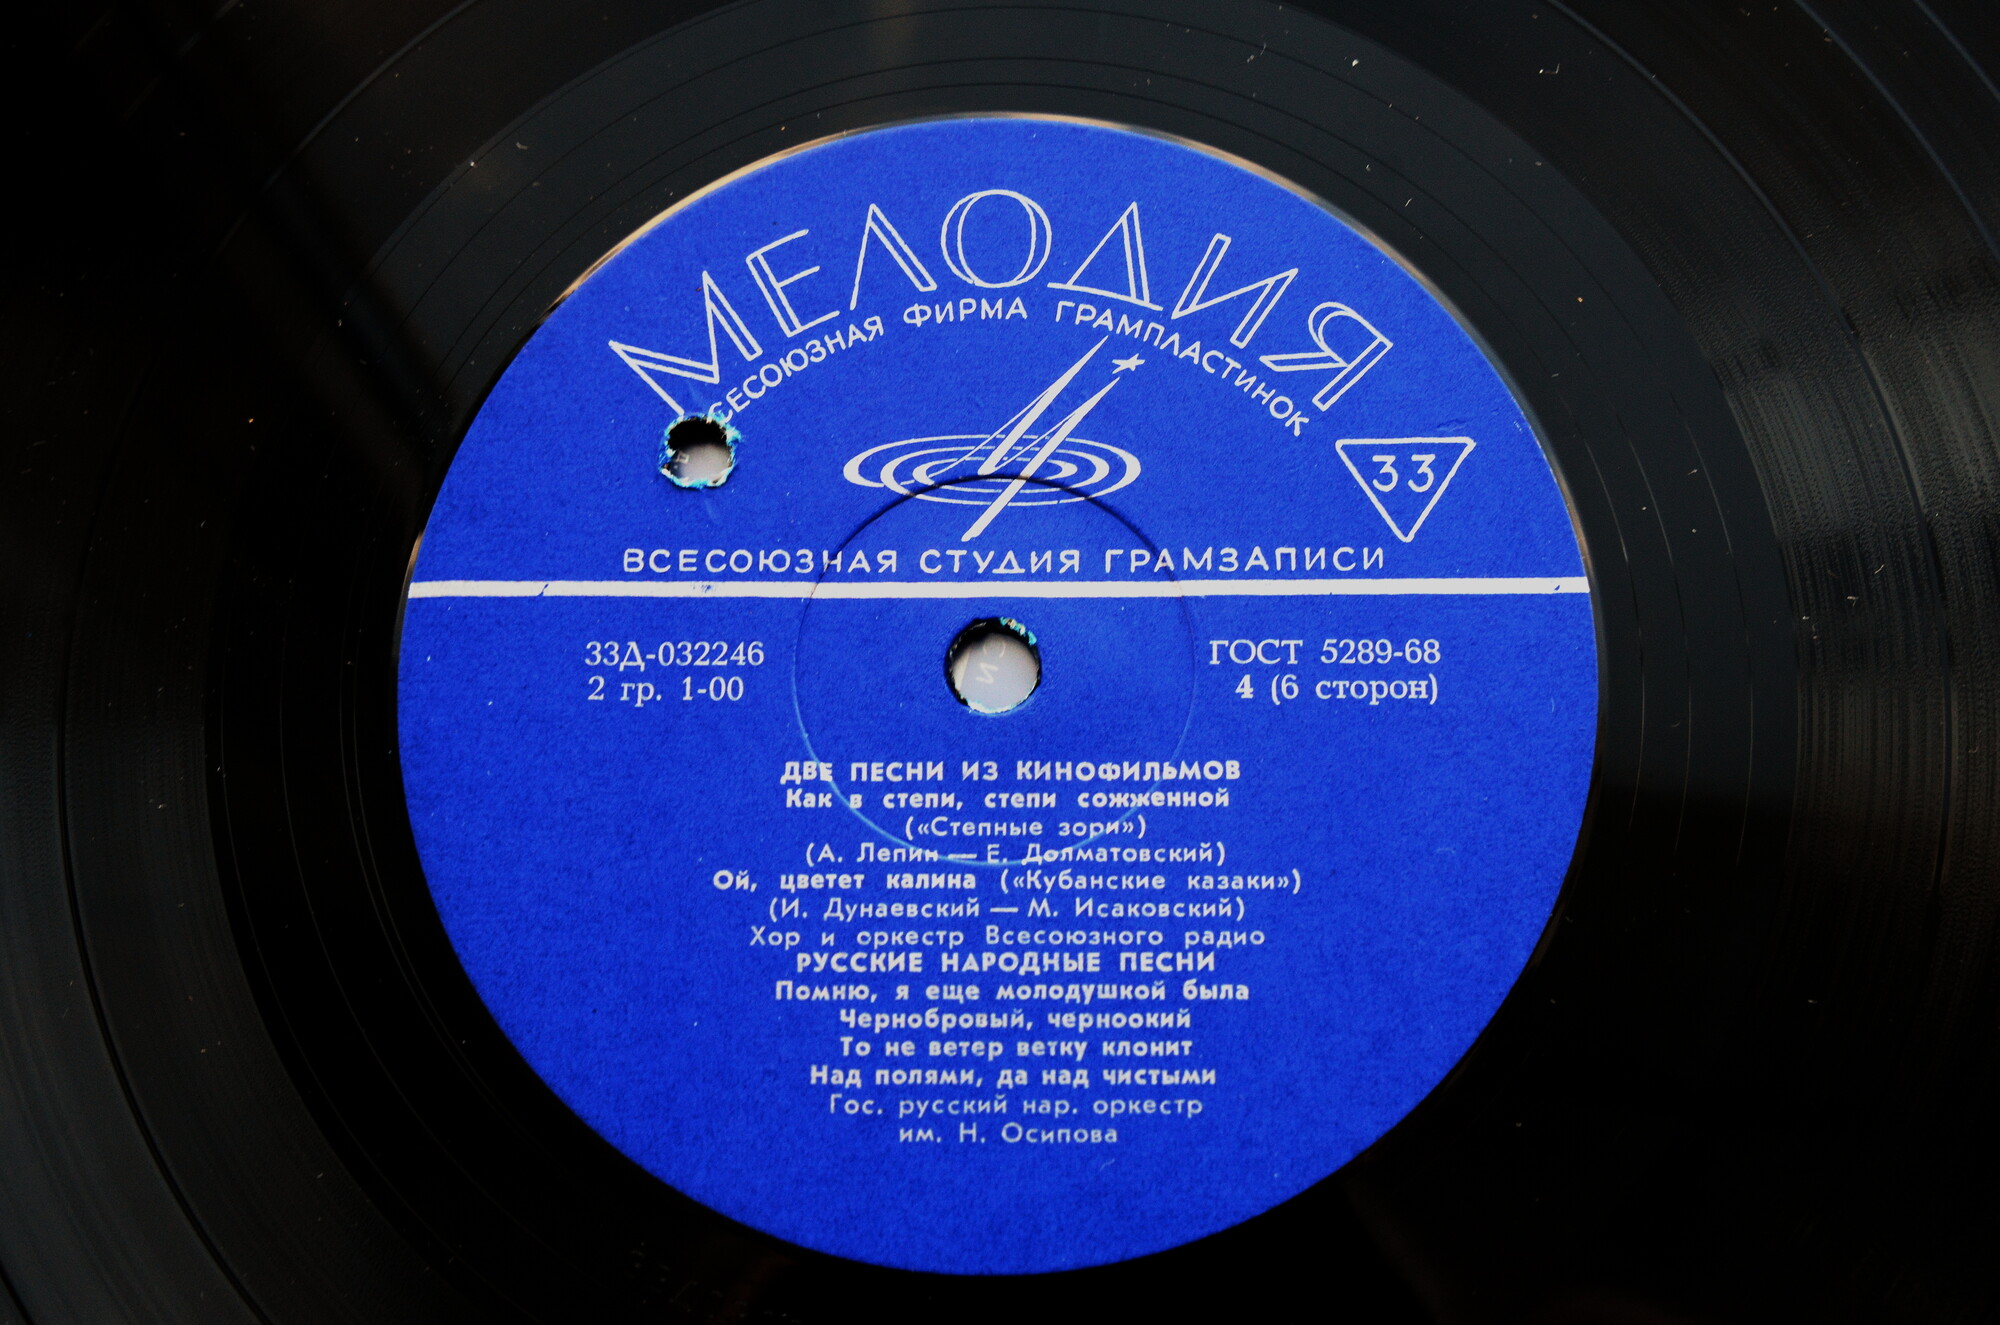 МЕЛОДИЯ
ВСЕСОЮЗНАЯ ФИРМА ГРАМПЛАСТИНОК
33
ВСЕСОЮЗНАЯ СТУДИЯ ГРАМЗАПИСИ
33Д-032246
2 гр. 1-00
ГОСТ 5289-68
4 (6 сторон)
ДВЕ ПЕСНИ ИЗ КИНОФИЛЬМОВ
Как в степи, степи сожженной
(«Степные зори»)
(А. Лепин — Е. Долматовский)
Ой, цветет калина («Кубанские казаки»)
(И. Дунаевский — М. Исаковский)
Хор и оркестр Всесоюзного радио
РУССКИЕ НАРОДНЫЕ ПЕСНИ
Помню, я еще молодушкой была
Чернобровый, черноокий
То не ветер ветку клонит
Над полями, да над чистыми
Гос. русский нар. оркестр
им. Н. Осипова